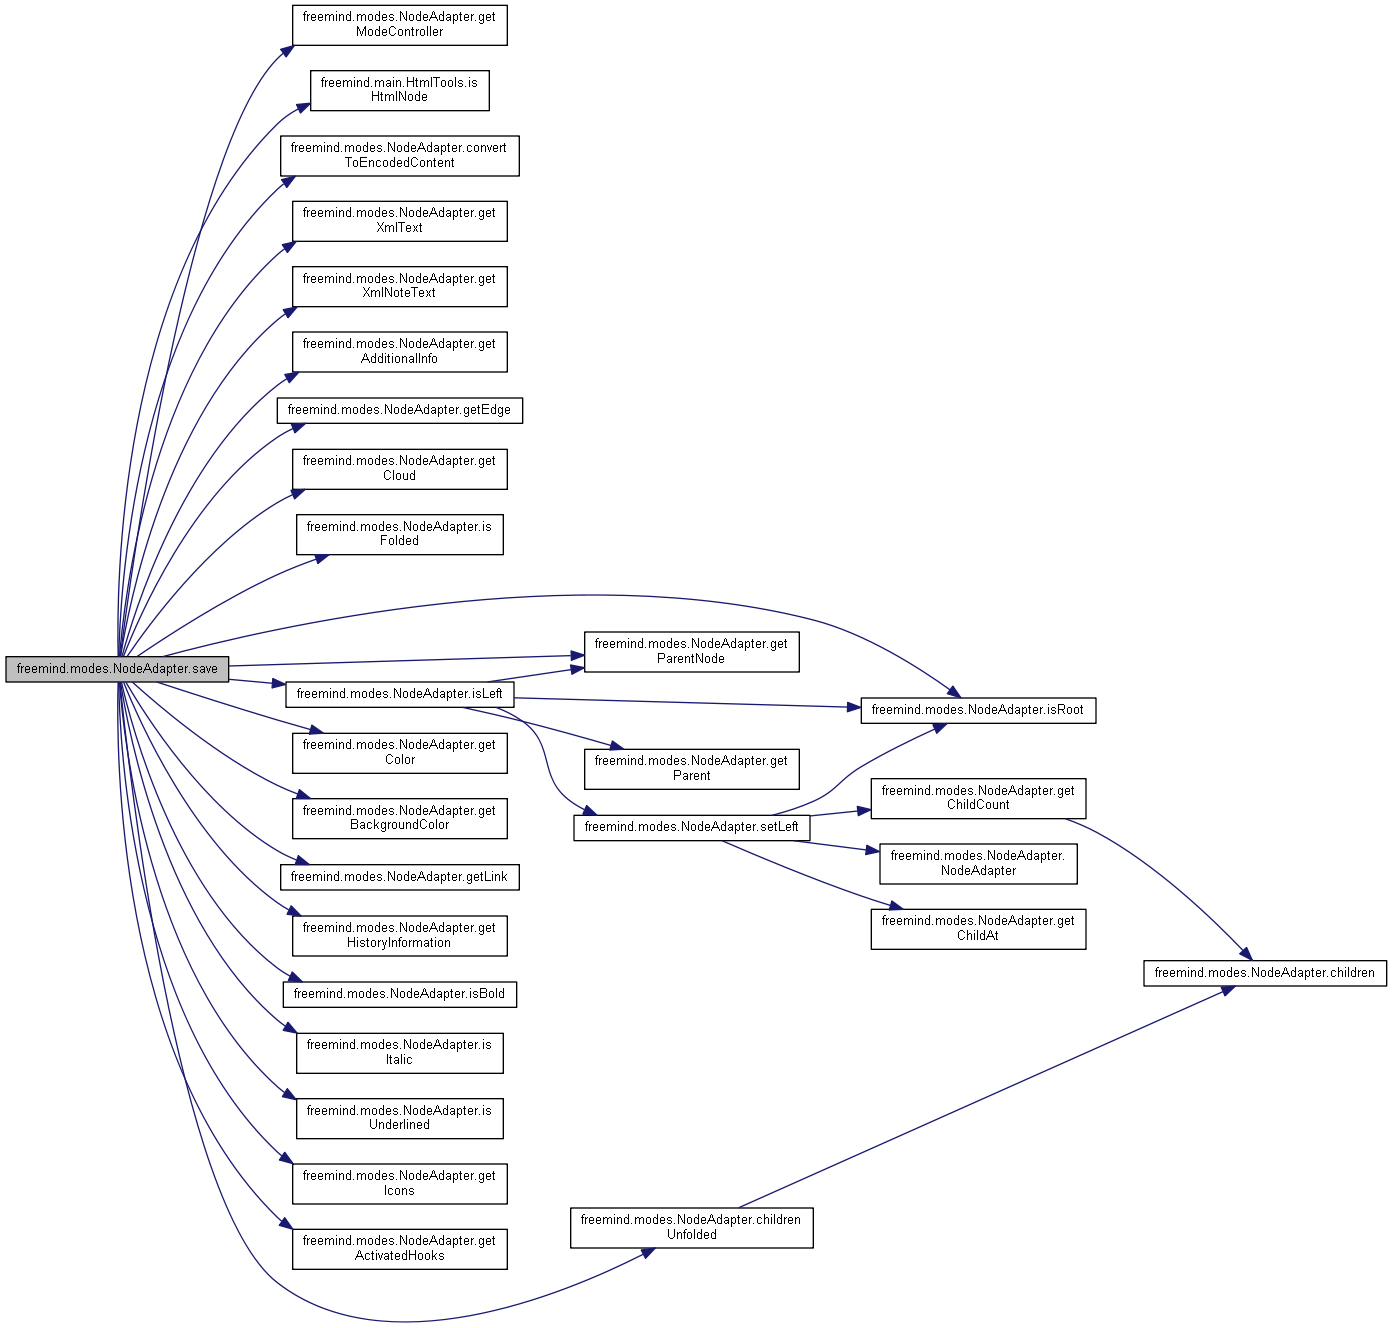 freemind.modes.NodeAdapter.get
ModeController
freemind.main.HtmlTools.is
HtmlNode
freemind.modes.NodeAdapter.convert
ToEncodedContent
freemind.modes.NodeAdapter.get
XmlText
freemind.modes.NodeAdapter.get
XmlNoteText
freemind.modes.NodeAdapter.get
AdditionalInfo
freemind.modes.NodeAdapter.getEdge
freemind.modes.NodeAdapter.get
Cloud
freemind.modes.NodeAdapter.is
Folded
freemind.modes.NodeAdapter.save
freemind.modes.NodeAdapter.isLeft
freemind.modes.NodeAdapter.get
Color
freemind.modes.NodeAdapter.get
BackgroundColor
freemind.modes.NodeAdapter.getLink
freemind.modes.NodeAdapter.get
HistoryInformation
freemind.modes.NodeAdapter.isBold
freemind.modes.NodeAdapter.is
Italic
freemind.modes.NodeAdapter.is
Underlined
freemind.modes.NodeAdapter.get
Icons
freemind.modes.NodeAdapter.get
ActivatedHooks
freemind.modes.NodeAdapter.get
ParentNode
freemind.modes.NodeAdapter.get
Parent
freemind.modes.NodeAdapter.setLeft
freemind.modes.NodeAdapter.children
Unfolded
freemind.modes.NodeAdapter.isRoot
freemind.modes.NodeAdapter.get
ChildCount
freemind.modes.NodeAdapter.
NodeAdapter
freemind.modes.NodeAdapter.get
ChildAt
freemind.modes.NodeAdapter.children